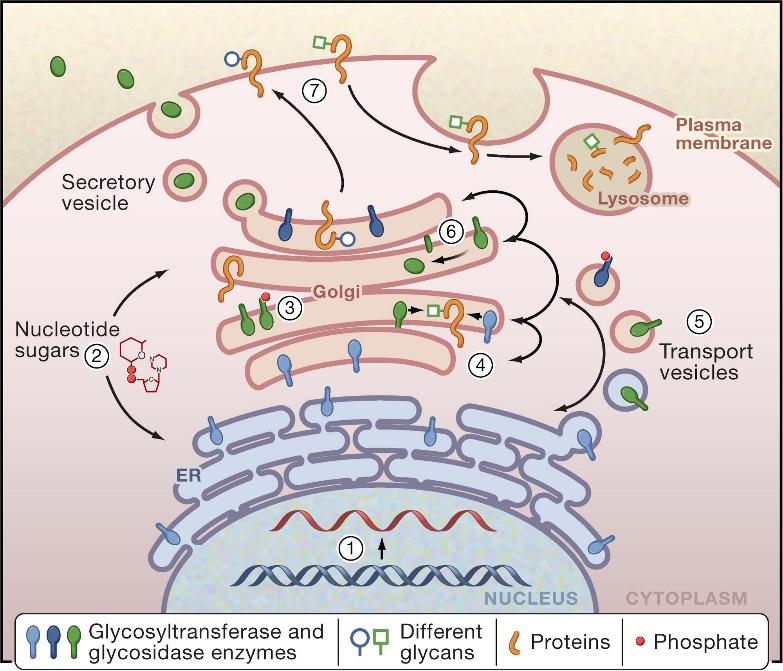 7
Plasma
membrane
Secretory
vesicle
Lysosome
6
Golgi
Nucleotide
sugars 2
3
5
Transport
vesicles
4
O
N
N
O
ER
1
NUCLEUS
CYTOPLASM
Glycosyltransferase and
glycosidase enzymes
Different
glycans
Proteins
Phosphate